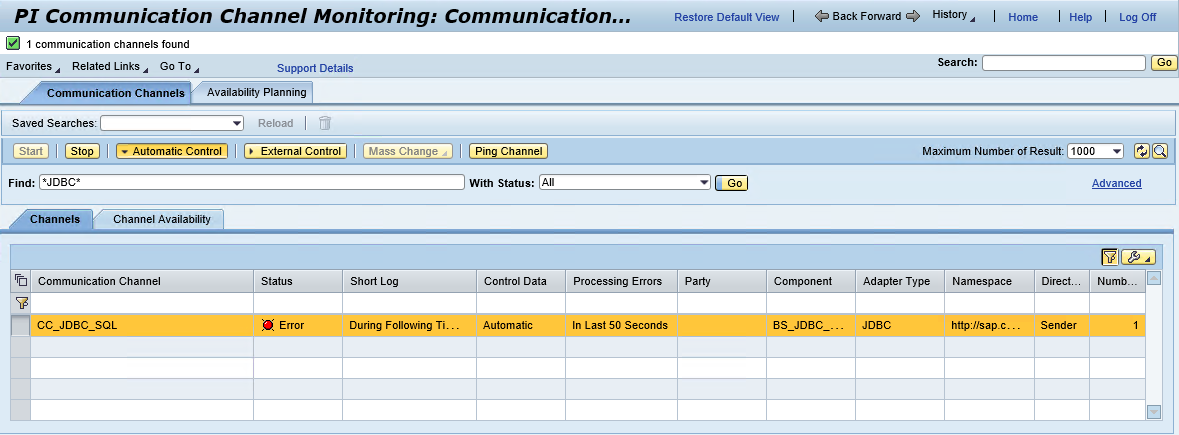 PI Communication Channel Monitoring: Communication...
Restore Default View Back Forward History Home Help Log Off
1 communication channels found
Favorites Related Links Go To Support Details Search: Go
Communication Channels Availability Planning
Saved Searches: Reload
Start Stop Automatic Control External Control Mass Change Ping Channel Maximum Number of Result: 1000
Find: *JDBC* With Status: All Go Advanced
Channels Channel Availability
Communication Channel Status Short Log Control Data Processing Errors Party Component Adapter Type Namespace Direct... Numb...
CC_JDBC_SQL Error During Following Ti... Automatic In Last 50 Seconds BS_JDBC_... JDBC http://sap.c... Sender 1